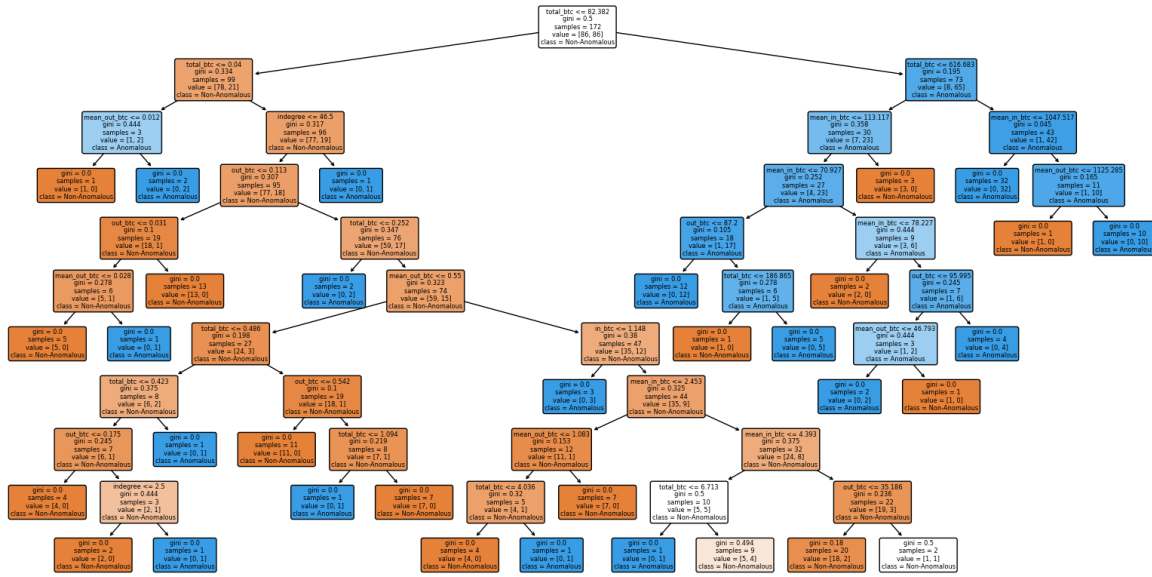 total_btc <= 82.382
gini = 0.5
samples = 172
value = [86, 86]
class = Non-Anomalous
total_btc <= 0.04
gini = 0.334
samples = 99
value = [78, 21]
class = Non-Anomalous
total_btc <= 616.683
gini = 0.195
samples = 73
value = [8, 65]
class = Anomalous
mean_out_btc <= 0.012
gini = 0.444
samples = 3
value = [1, 2]
class = Anomalous
indegree <= 46.5
gini = 0.317
samples = 96
value = [77, 19]
class = Non-Anomalous
mean_in_btc <= 113.117
gini = 0.358
samples = 30
value = [7, 23]
class = Anomalous
mean_in_btc <= 1047.517
gini = 0.045
samples = 43
value = [1, 42]
class = Anomalous
gini = 0.0
samples = 1
value = [1, 0]
class = Non-Anomalous
gini = 0.0
samples = 2
value = [0, 2]
class = Anomalous
out_btc <= 0.113
gini = 0.307
samples = 95
value = [77, 18]
class = Non-Anomalous
gini = 0.0
samples = 1
value = [0, 1]
class = Anomalous
mean_in_btc <= 70.927
gini = 0.252
samples = 27
value = [4, 23]
class = Anomalous
gini = 0.0
samples = 3
value = [3, 0]
class = Non-Anomalous
gini = 0.0
samples = 32
value = [0, 32]
class = Anomalous
mean_out_btc <= 1125.285
gini = 0.165
samples = 11
value = [1, 10]
class = Anomalous
out_btc <= 0.031
gini = 0.1
samples = 19
value = [18, 1]
class = Non-Anomalous
total_btc <= 0.252
gini = 0.347
samples = 76
value = [59, 17]
class = Non-Anomalous
out_btc <= 87.2
gini = 0.105
samples = 18
value = [1, 17]
class = Anomalous
mean_in_btc <= 78.227
gini = 0.444
samples = 9
value = [3, 6]
class = Anomalous
gini = 0.0
samples = 1
value = [1, 0]
class = Non-Anomalous
gini = 0.0
samples = 10
value = [0, 10]
class = Anomalous
mean_out_btc <= 0.028
gini = 0.278
samples = 6
value = [5, 1]
class = Non-Anomalous
gini = 0.0
samples = 13
value = [13, 0]
class = Non-Anomalous
gini = 0.0
samples = 2
value = [0, 2]
class = Anomalous
mean_out_btc <= 0.55
gini = 0.323
samples = 74
value = [59, 15]
class = Non-Anomalous
gini = 0.0
samples = 12
value = [0, 12]
class = Anomalous
total_btc <= 186.865
gini = 0.278
samples = 6
value = [1, 5]
class = Anomalous
gini = 0.0
samples = 2
value = [2, 0]
class = Non-Anomalous
out_btc <= 95.995
gini = 0.245
samples = 7
value = [1, 6]
class = Anomalous
gini = 0.0
samples = 5
value = [5, 0]
class = Non-Anomalous
gini = 0.0
samples = 1
value = [0, 1]
class = Anomalous
total_btc <= 0.486
gini = 0.198
samples = 27
value = [24, 3]
class = Non-Anomalous
in_btc <= 1.148
gini = 0.38
samples = 47
value = [35, 12]
class = Non-Anomalous
gini = 0.0
samples = 1
value = [1, 0]
class = Non-Anomalous
gini = 0.0
samples = 5
value = [0, 5]
class = Anomalous
mean_out_btc <= 46.793
gini = 0.444
samples = 3
value = [1, 2]
class = Anomalous
gini = 0.0
samples = 4
value = [0, 4]
class = Anomalous
total_btc <= 0.423
gini = 0.375
samples = 8
value = [6, 2]
class = Non-Anomalous
out_btc <= 0.542
gini = 0.1
samples = 19
value = [18, 1]
class = Non-Anomalous
gini = 0.0
samples = 3
value = [0, 3]
class = Anomalous
mean_in_btc <= 2.453
gini = 0.325
samples = 44
value = [35, 9]
class = Non-Anomalous
gini = 0.0
samples = 2
value = [0, 2]
class = Anomalous
gini = 0.0
samples = 1
value = [1, 0]
class = Non-Anomalous
out_btc <= 0.175
gini = 0.245
samples = 7
value = [6, 1]
class = Non-Anomalous
gini = 0.0
samples = 1
value = [0, 1]
class = Anomalous
gini = 0.0
samples = 11
value = [11, 0]
class = Non-Anomalous
total_btc <= 1.094
gini = 0.219
samples = 8
value = [7, 1]
class = Non-Anomalous
mean_out_btc <= 1.083
gini = 0.153
samples = 12
value = [11, 1]
class = Non-Anomalous
mean_in_btc <= 4.393
gini = 0.375
samples = 32
value = [24, 8]
class = Non-Anomalous
gini = 0.0
samples = 4
value = [4, 0]
class = Non-Anomalous
indegree <= 2.5
gini = 0.444
samples = 3
value = [2, 1]
class = Non-Anomalous
gini = 0.0
samples = 1
value = [0, 1]
class = Anomalous
gini = 0.0
samples = 7
value = [7, 0]
class = Non-Anomalous
total_btc <= 4.036
gini = 0.32
samples = 5
value = [4, 1]
class = Non-Anomalous
gini = 0.0
samples = 7
value = [7, 0]
class = Non-Anomalous
total_btc <= 6.713
gini = 0.5
samples = 10
value = [5, 5]
class = Non-Anomalous
out_btc <= 35.186
gini = 0.236
samples = 22
value = [19, 3]
class = Non-Anomalous
gini = 0.0
samples = 2
value = [2, 0]
class = Non-Anomalous
gini = 0.0
samples = 1
value = [0, 1]
class = Anomalous
gini = 0.0
samples = 4
value = [4, 0]
class = Non-Anomalous
gini = 0.0
samples = 1
value = [0, 1]
class = Anomalous
gini = 0.0
samples = 1
value = [0, 1]
class = Anomalous
gini = 0.494
samples = 9
value = [5, 4]
class = Non-Anomalous
gini = 0.18
samples = 20
value = [18, 2]
class = Non-Anomalous
gini = 0.5
samples = 2
value = [1, 1]
class = Non-Anomalous